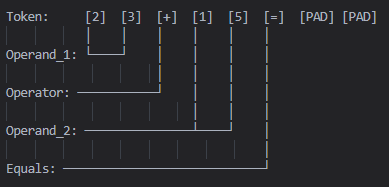 Token: [2] [3] [+] [1] [5] [=] [PAD] [PAD]
Operand_1:
Operator:
Operand_2:
Equals: